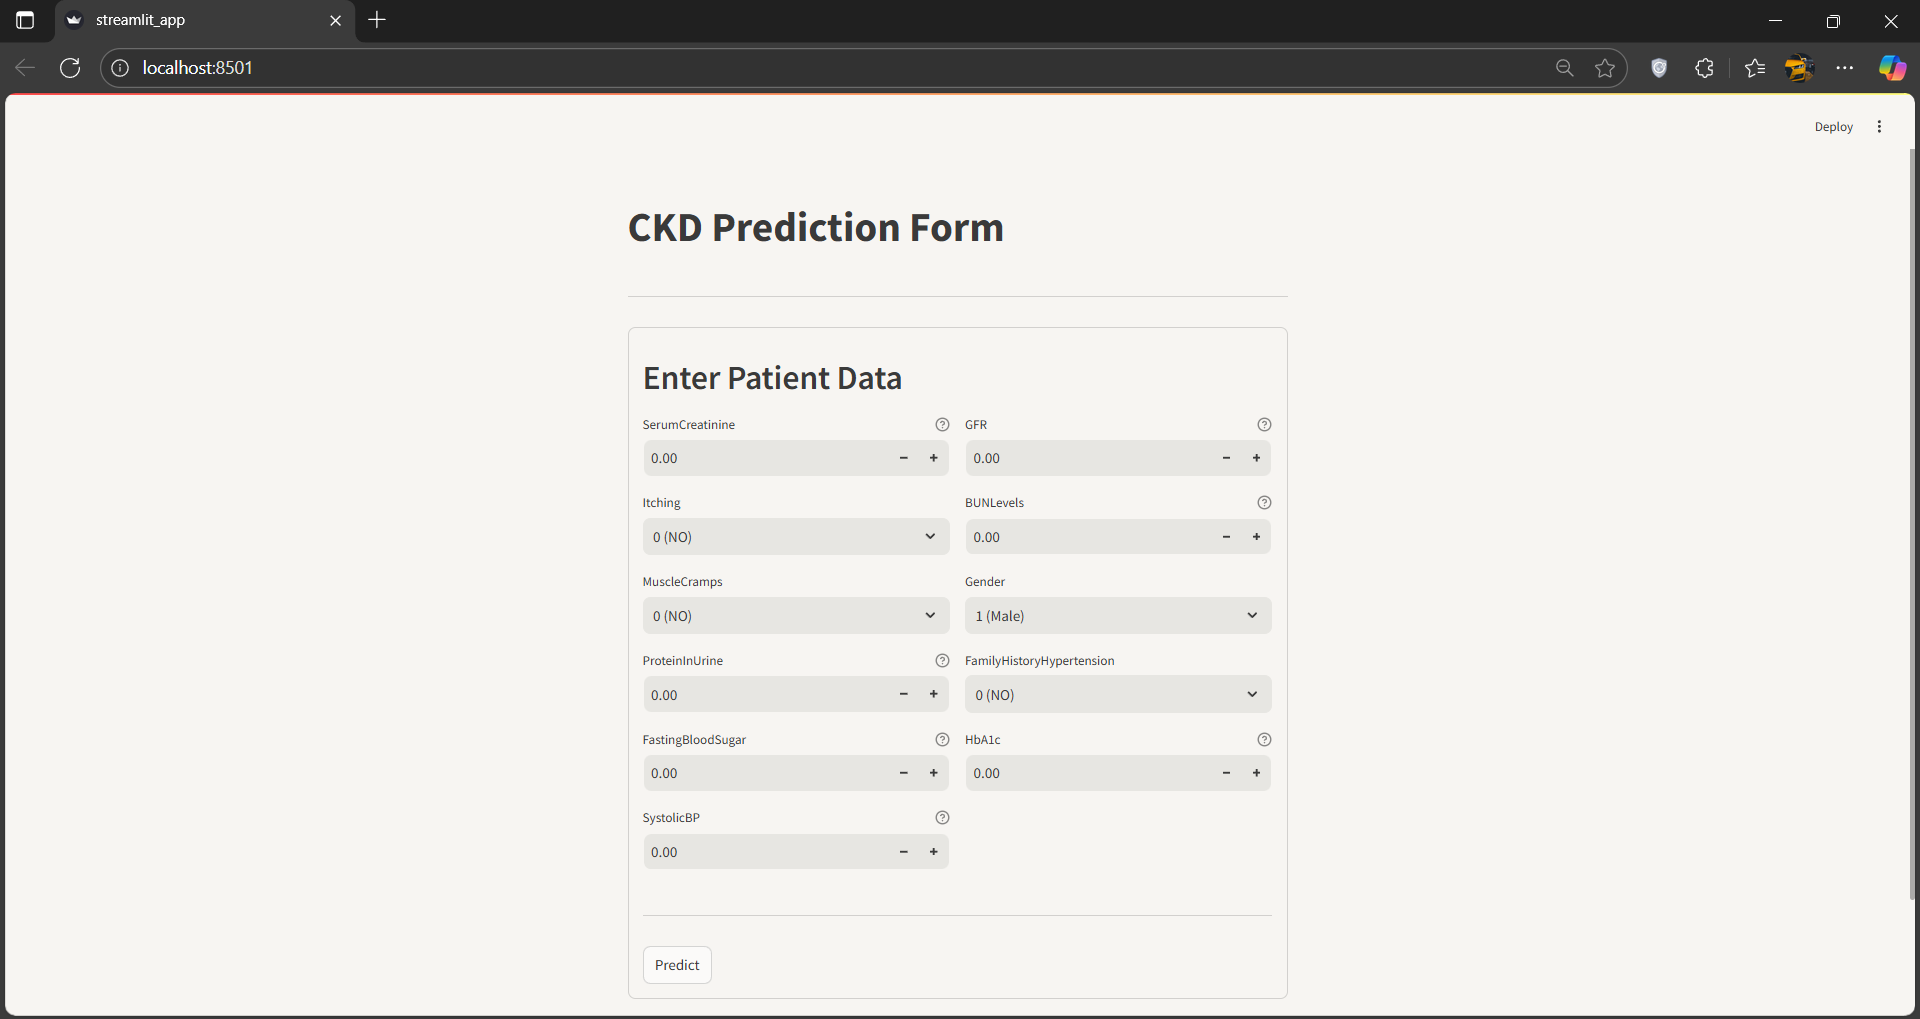 streamlit_app
localhost:8501
Deploy
CKD Prediction Form
Enter Patient Data
SerumCreatinine GFR
0.00 0.00
Itching BUNLevels
0 (NO) 0.00
MuscleCramps Gender
0 (NO) 1 (Male)
ProteinInUrine FamilyHistoryHypertension
0.00 0 (NO)
FastingBloodSugar HbA1c
0.00 0.00
SystolicBP
0.00
Predict